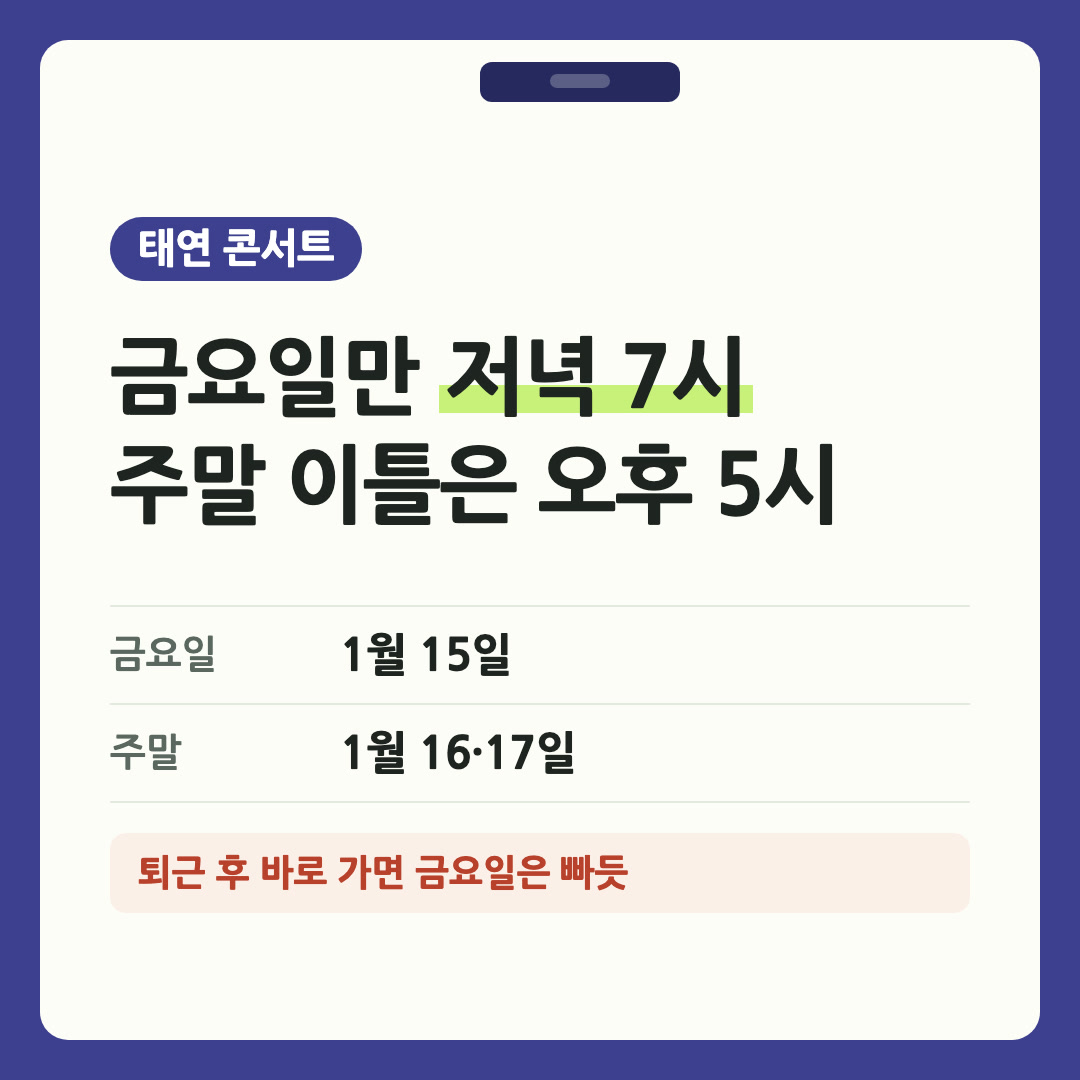 태연 콘서트
금요일만 저녁 7시
주말 이틀은 오후 5시
금요일 1월 15일
주말 1월 16·17일
퇴근 후 바로 가면 금요일은 빠듯